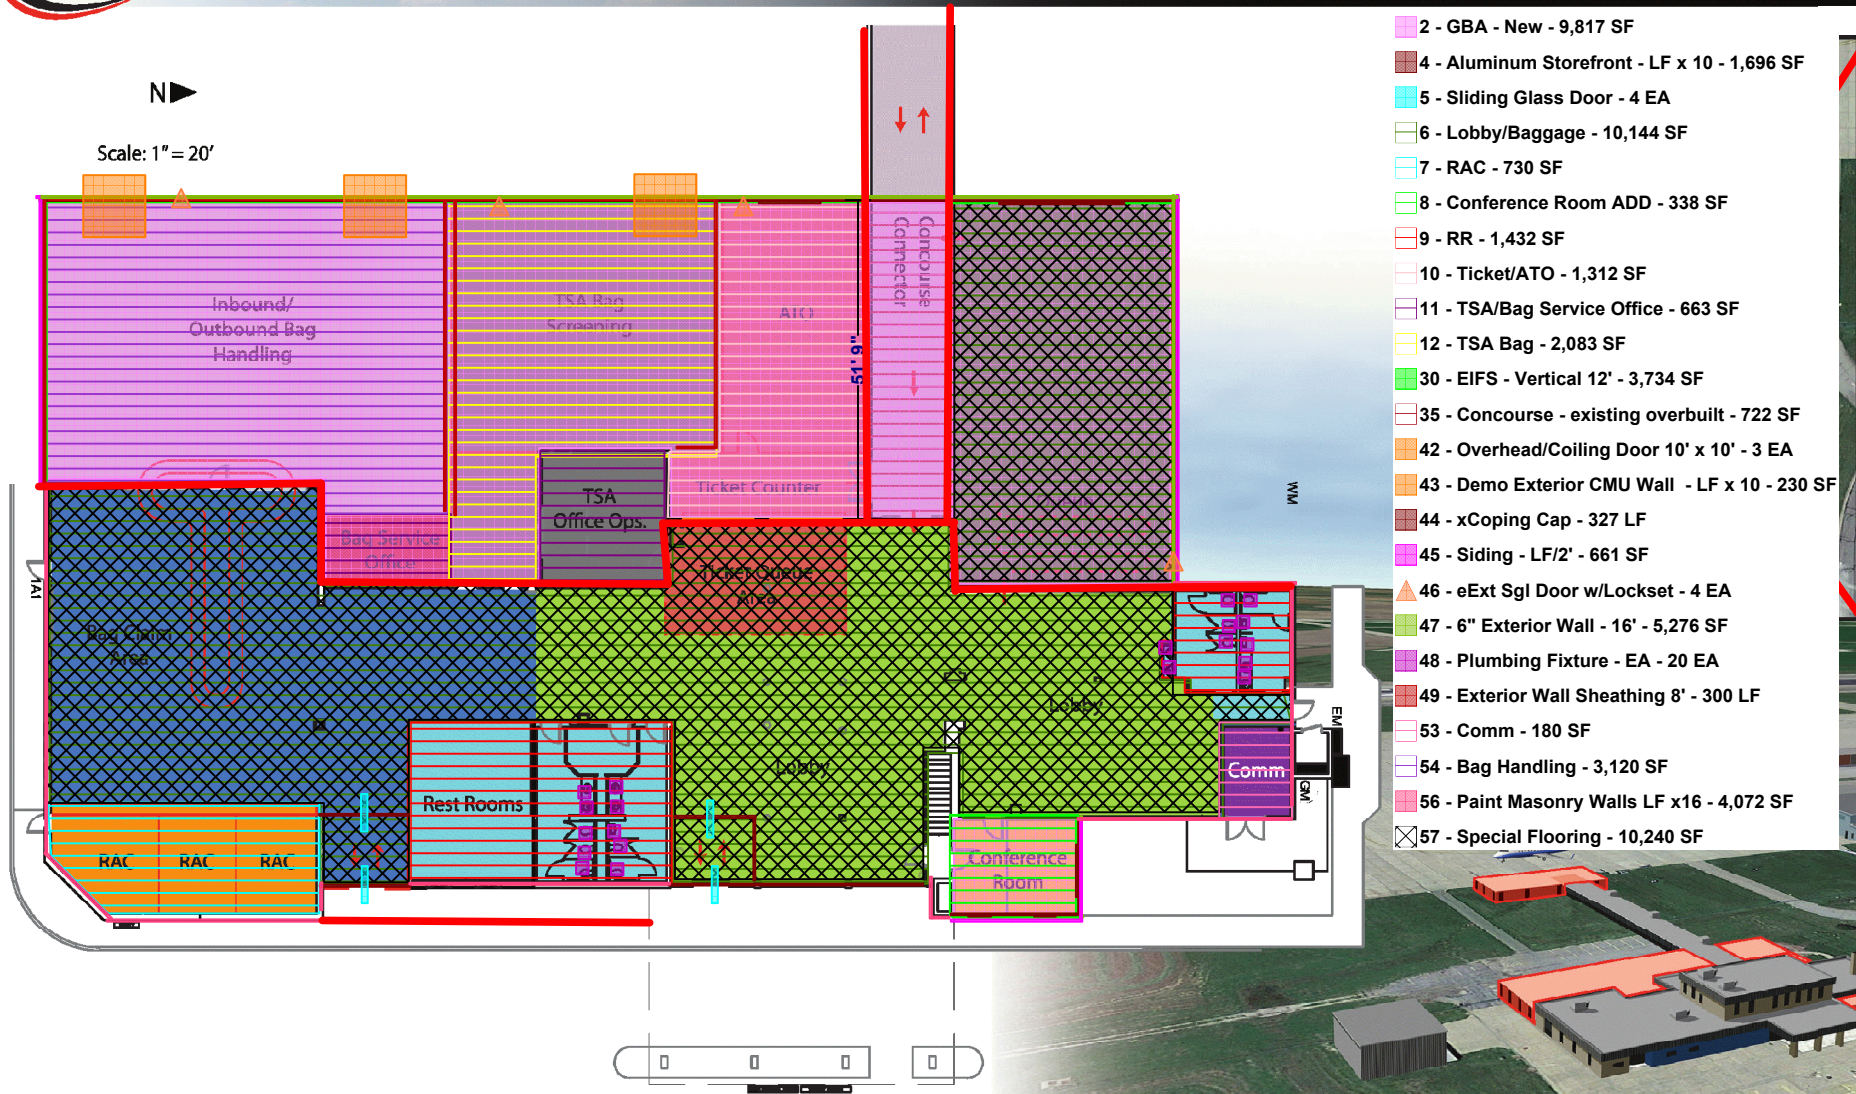 2 - GBA - New - 9,817 SF
4 - Aluminum Storefront - LF x 10 - 1,696 SF
5 - Sliding Glass Door - 4 EA
6 - Lobby/Baggage - 10,144 SF
7 - RAC - 730 SF
8 - Conference Room ADD - 338 SF
9 - RR - 1,432 SF
10 - Ticket/ATO - 1,312 SF
11 - TSA/Bag Service Office - 663 SF
12 - TSA Bag - 2,083 SF
30 - EIFS - Vertical 12' - 3,734 SF
35 - Concourse - existing overbuilt - 722 SF
42 - Overhead/Coiling Door 10' x 10' - 3 EA
43 - Demo Exterior CMU Wall  - LF x 10 - 230 SF
44 - xCoping Cap - 327 LF
45 - Siding - LF/2' - 661 SF
46 - eExt Sgl Door w/Lockset - 4 EA
47 - 6" Exterior Wall - 16' - 5,276 SF
48 - Plumbing Fixture - EA - 20 EA
49 - Exterior Wall Sheathing 8' - 300 LF
53 - Comm - 180 SF
54 - Bag Handling - 3,120 SF
56 - Paint Masonry Walls LF x16 - 4,072 SF
57 - Special Flooring - 10,240 SF
N
Scale: 1" = 20'
Inbound/
Outbound Bag
Handling
TSA Bag
Screening
ATO
51' 9"
Concourse
Connector
Ticket Counter
TSA
Office Ops.
Bag Service
Office
Ticket Queue
Area
WM
1A1
Bag Claim
Area
Lobby
EM
Lobby
Comm
GM
Rest Rooms
RAC
RAC
RAC
Conference
Room